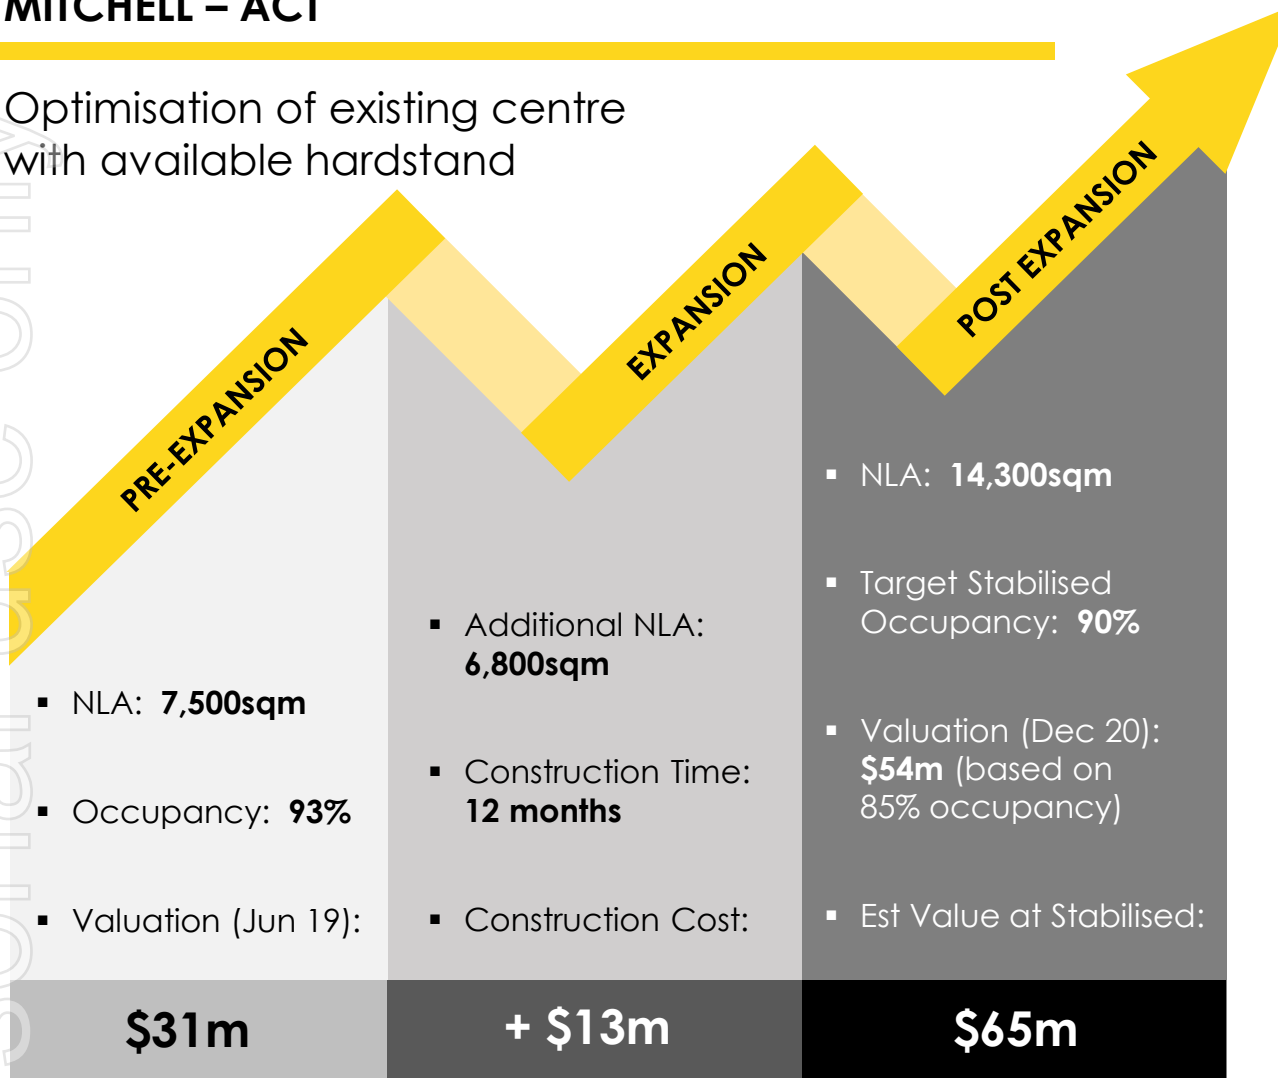 MITCHELL – ACT
Optimisation of existing centre
with available hardstand
PRE-EXPANSION
▪ NLA: 7,500sqm
▪ Occupancy: 93%
▪ Valuation (Jun 19):
$31m
EXPANSION
▪ Additional NLA:
6,800sqm
▪ Construction Time:
12 months
▪ Construction Cost:
+ $13m
POST EXPANSION
▪ NLA: 14,300sqm
▪ Target Stabilised
Occupancy: 90%
▪ Valuation (Dec 20):
$54m (based on
85% occupancy)
▪ Est Value at Stabilised:
$65m